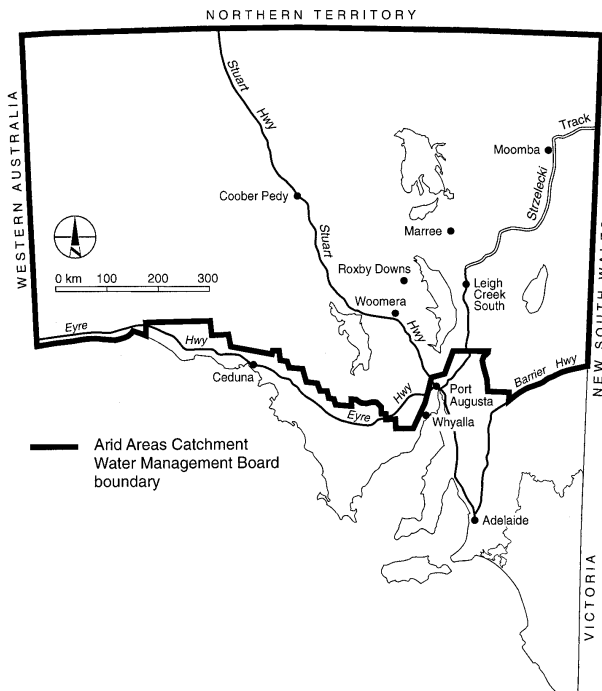 NORTHERN TERRITORY
WESTERN AUSTRALIA
Stuart
Hwy
Track
Moomba
Strzelecki
Coober Pedy
Stuart
Marree
N
0 km 100 200 300
Roxby Downs
Leigh
Creek
South
Woomera
Hwy
NEW SOUTH WALES
Eyre
Hwy
Ceduna
Hwy
Eyre
Port
Augusta
Barrier Hwy
Whyalla
Arid Areas Catchment
Water Management Board
boundary
Adelaide
VICTORIA